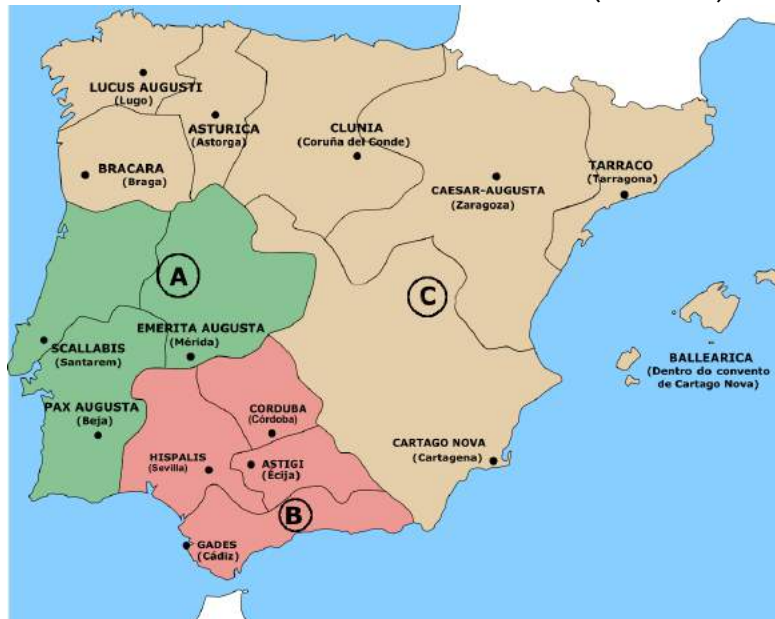 LUCUS AUGUSTI
(Lugo)
ASTURICA
(Astorga)
CLUNIA
(Coruña del Conde)
BRACARA
(Braga)
CAESAR-AUGUSTA
(Zaragoza)
TARRACO
(Tarragona)
A
C
EMERITA AUGUSTA
(Mérida)
SCALLABIS
(Santarem)
BALLEARICA
(Dentro do convento
de Cartago Nova)
PAX AUGUSTA
(Beja)
CORDUBA
(Córdoba)
CARTAGO NOVA
(Cartagena)
HISPALIS
(Sevilla)
ASTIGI
(Écija)
B
GADES
(Cádiz)